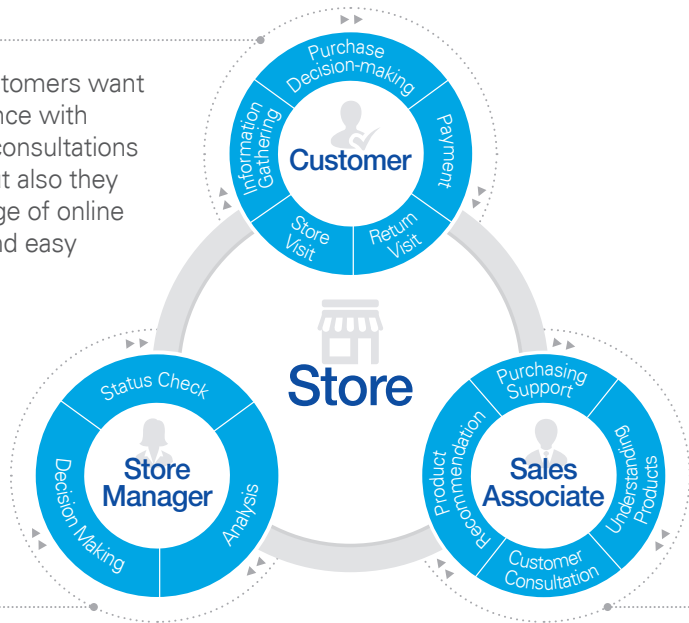 tomers want
nce with
consultations
t also they
ge of online
nd easy
Purchase
Decision-making
Information
Gathering
Customer
Payment
Store
Visit
Return
Visit
Store
Status Check
Store
Manager
Decision Making
Analysis
Purchasing
Support
Product
Recommendation
Sales
Associate
Understanding
Products
Customer
Consultation